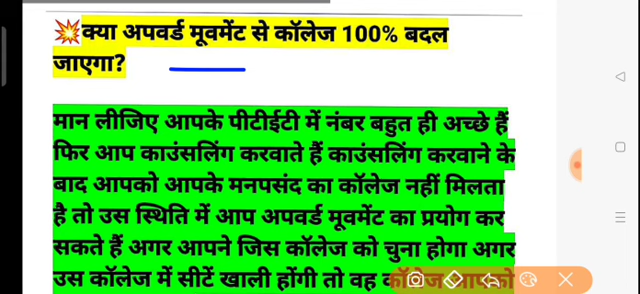 💥क्या अपवर्ड मूवमेंट से कॉलेज 100% बदल
जाएगा?
मान लीजिए आपके पीटीईटी में नंबर बहुत ही अच्छे हैं
फिर आप काउंसलिंग करवाते हैं काउंसलिंग करवाने के
बाद आपको आपके मनपसंद का कॉलेज नहीं मिलता
है तो उस स्थिति में आप अपवर्ड मूवमेंट का प्रयोग कर
सकते हैं अगर आपने जिस कॉलेज को चुना होगा अगर
उस कॉलेज में सीटें खाली होंगी तो वह कॉलेज आपको